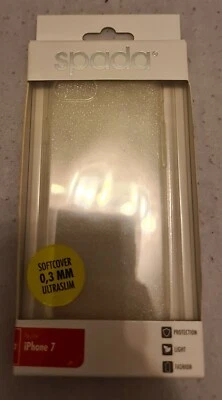 spada
SOFTCOVER
0,3 MM
ULTRASLIM
iPhone 7
PROTECTION
LIGHT
FASHION